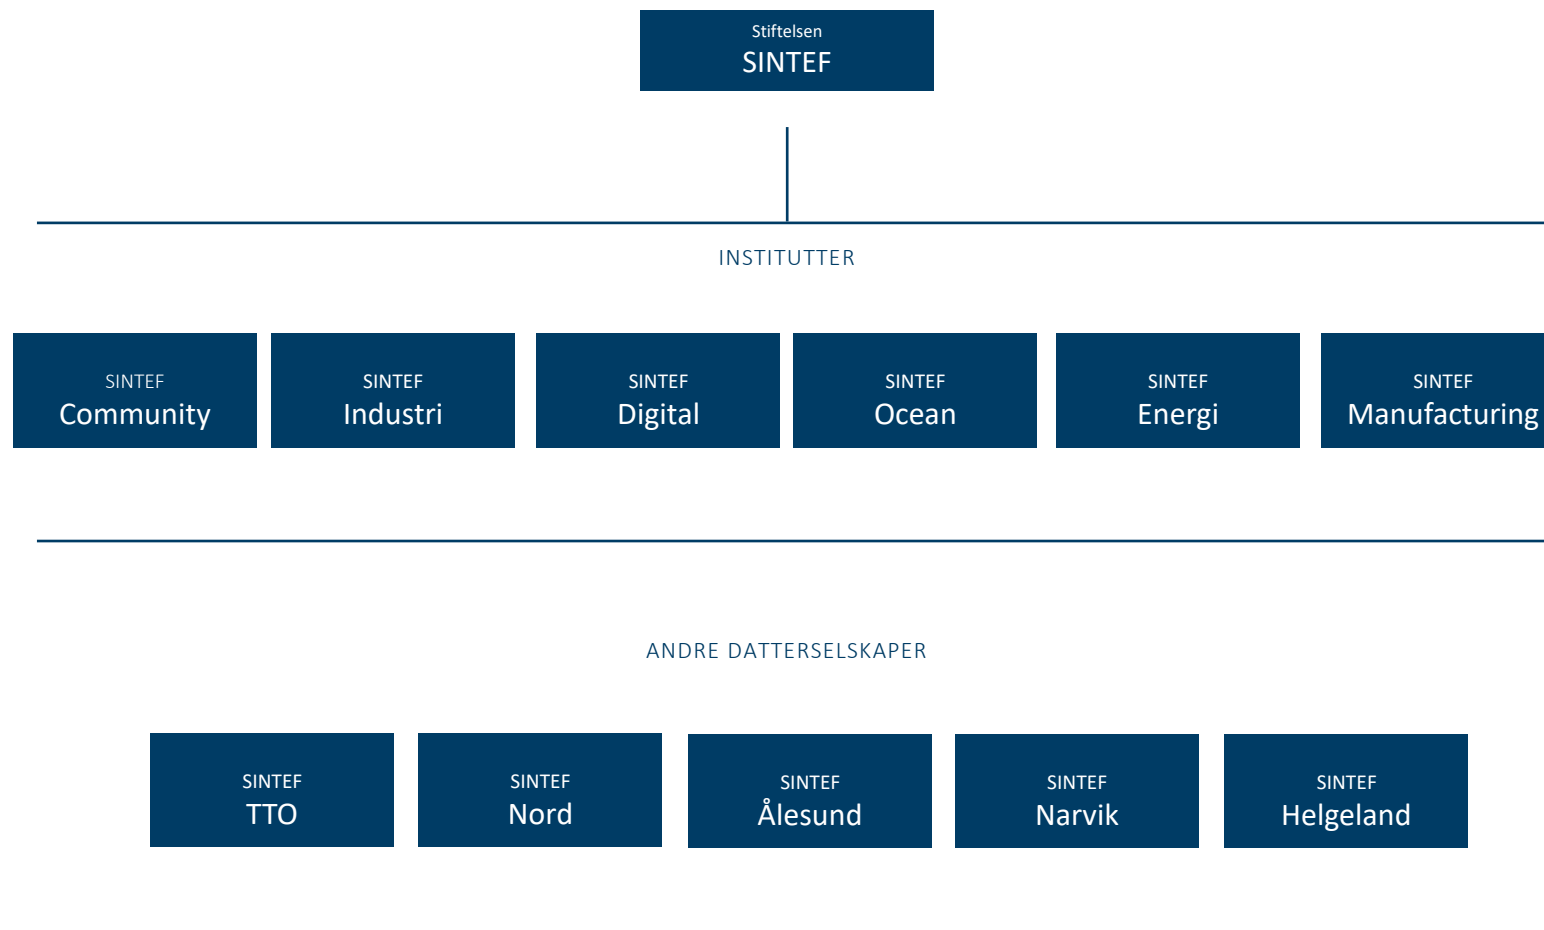 Stiftelsen
SINTEF
INSTITUTTER
SINTEF
Community
SINTEF
Industri
SINTEF
Digital
SINTEF
Ocean
SINTEF
Energi
SINTEF
Manufacturing
ANDRE DATTERSELSKAPER
SINTEF
TTO
SINTEF
Nord
SINTEF
Ålesund
SINTEF
Narvik
SINTEF
Helgeland